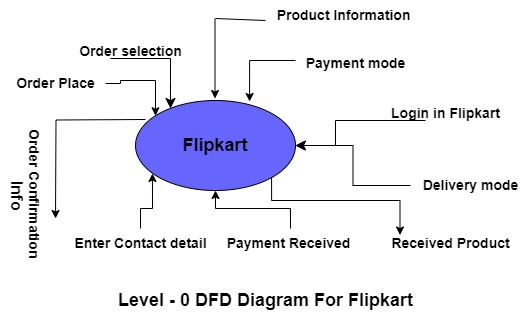 Product Information
Order selection
Payment mode
Order Place
Login in Flipkart
Flipkart
Order Confirmation
Info
Delivery mode
Enter Contact detail
Payment Received
Received Product
Level - 0 DFD Diagram For Flipkart